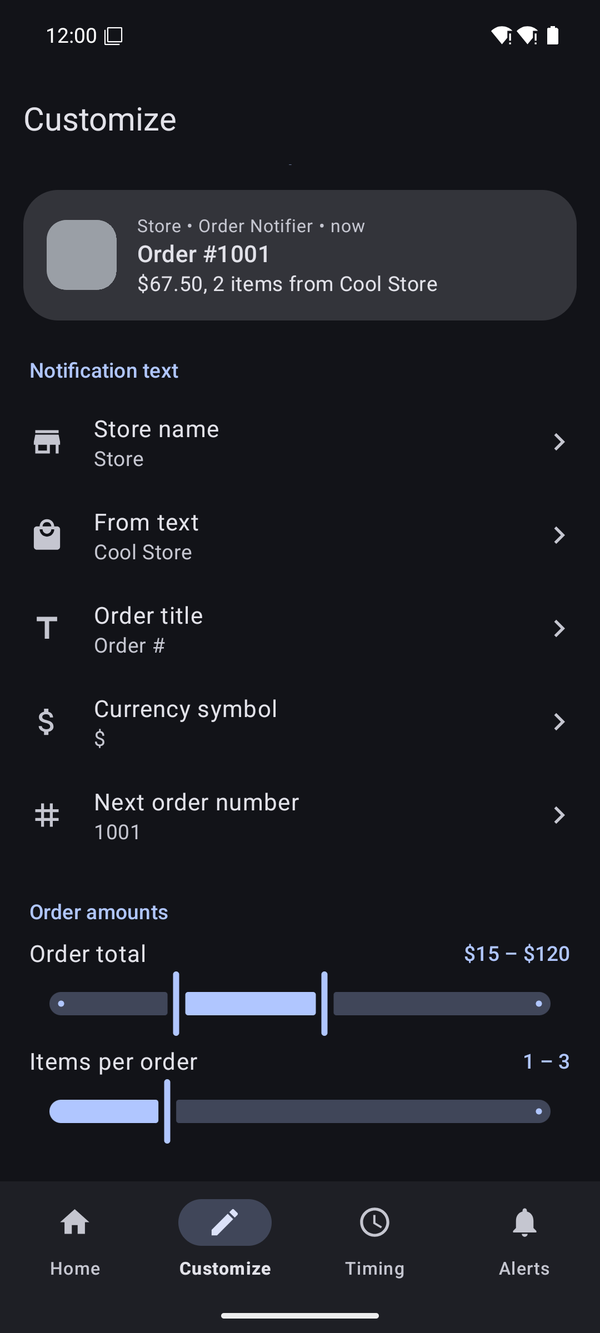 12:00
Customize
Store • Order Notifier • now
Order #1001
$67.50, 2 items from Cool Store
Notification text
Store name
Store
From text
Cool Store
Order title
Order #
Currency symbol
$
Next order number
1001
Order amounts
Order total $15 – $120
Items per order 1 – 3
Home Customize Timing Alerts